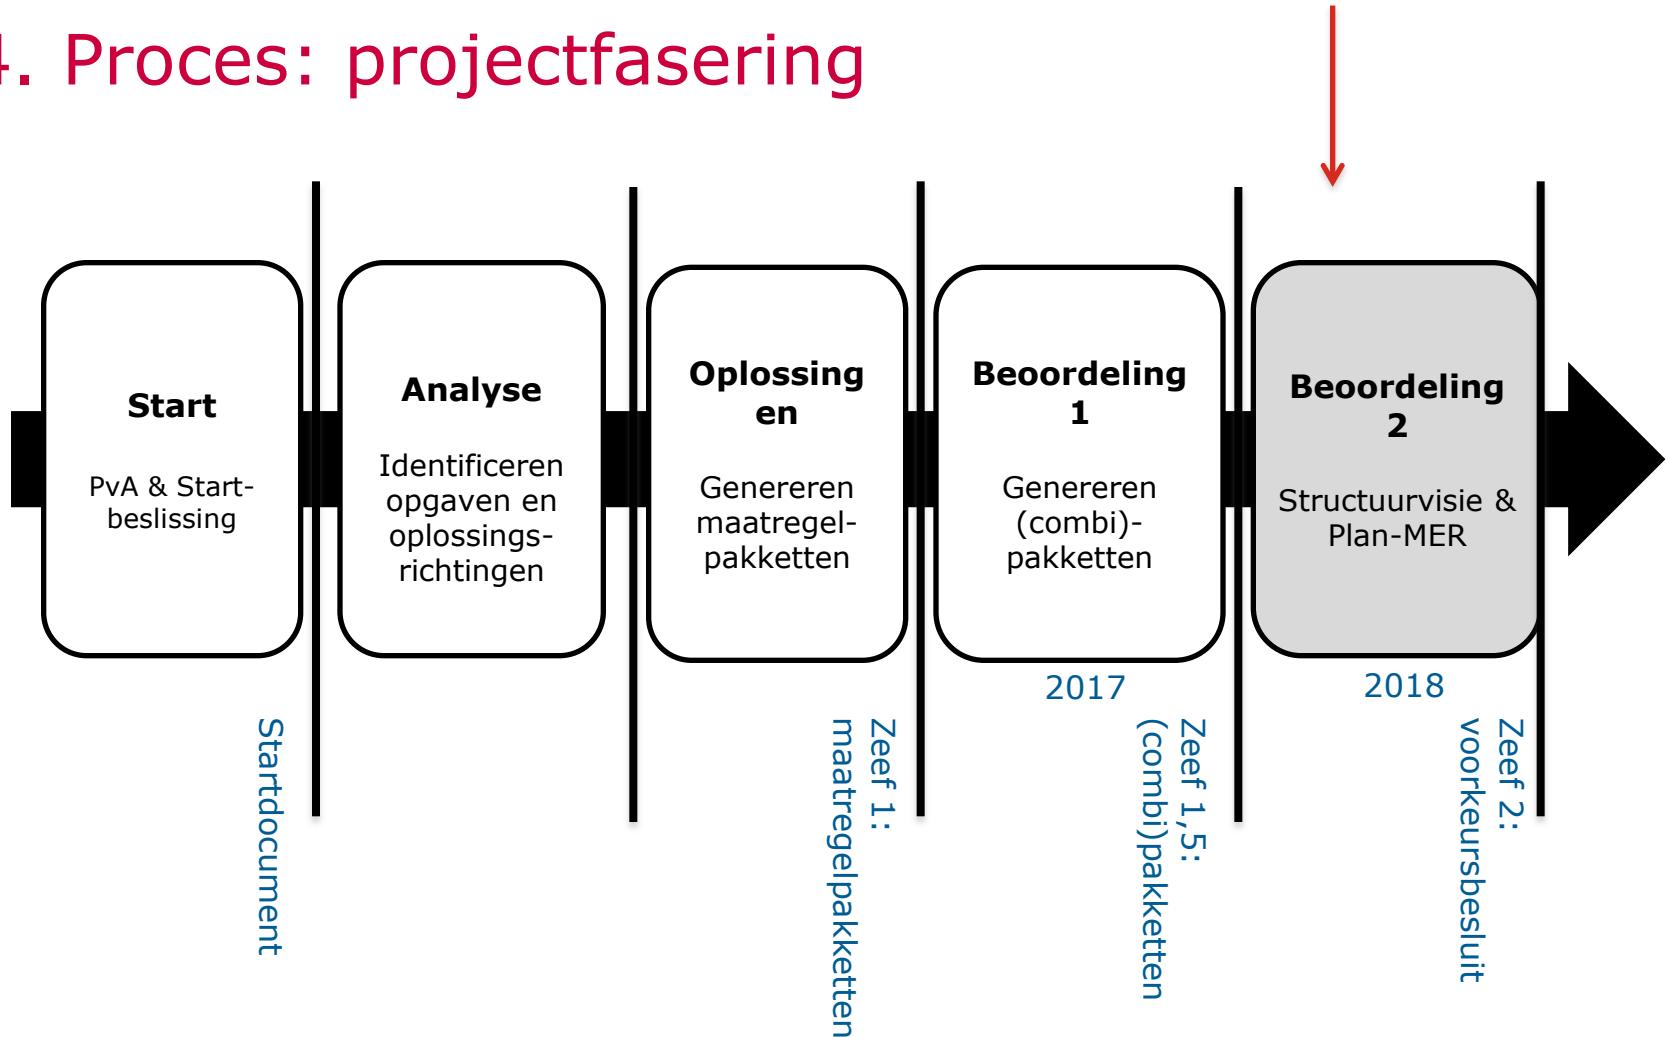 4. Proces: projectfasering
Start
PvA & Start-
beslissing
Analyse
Identificeren
opgaven en
oplossings-
richtingen
Oplossing
en
Genereren
maatregel-
pakketten
Beoordeling
1
Genereren
(combi)-
pakketten
Beoordeling
2
Structuurvisie &
Plan-MER
2017
2018
Startdocument
Zeef 1:
maatregelpakketten
Zeef 1,5:
(combi)pakketten
Zeef 2:
voorkeursbesluit